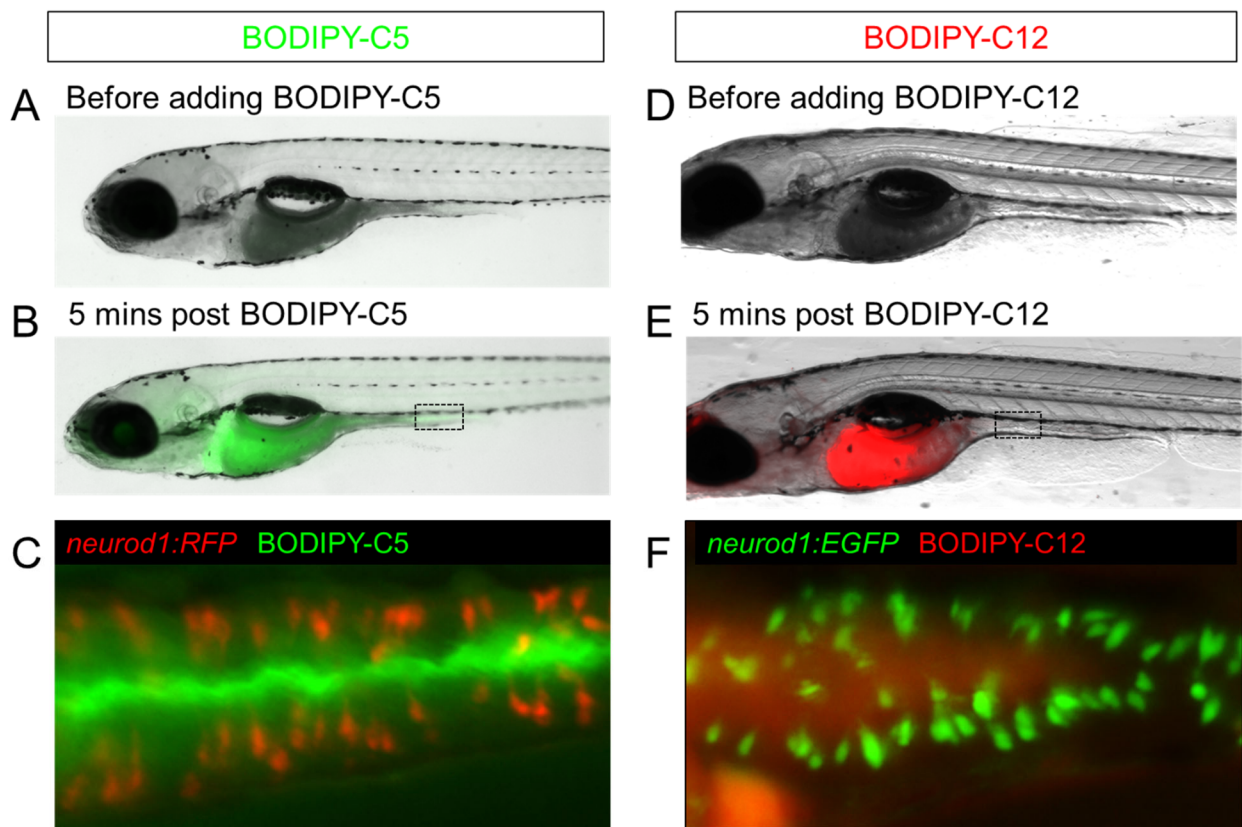 BODIPY-C5
A Before adding BODIPY-C5
B 5 mins post BODIPY-C5
C neurod1:RFP BODIPY-C5
BODIPY-C12
D Before adding BODIPY-C12
E 5 mins post BODIPY-C12
F neurod1:EGFP BODIPY-C12